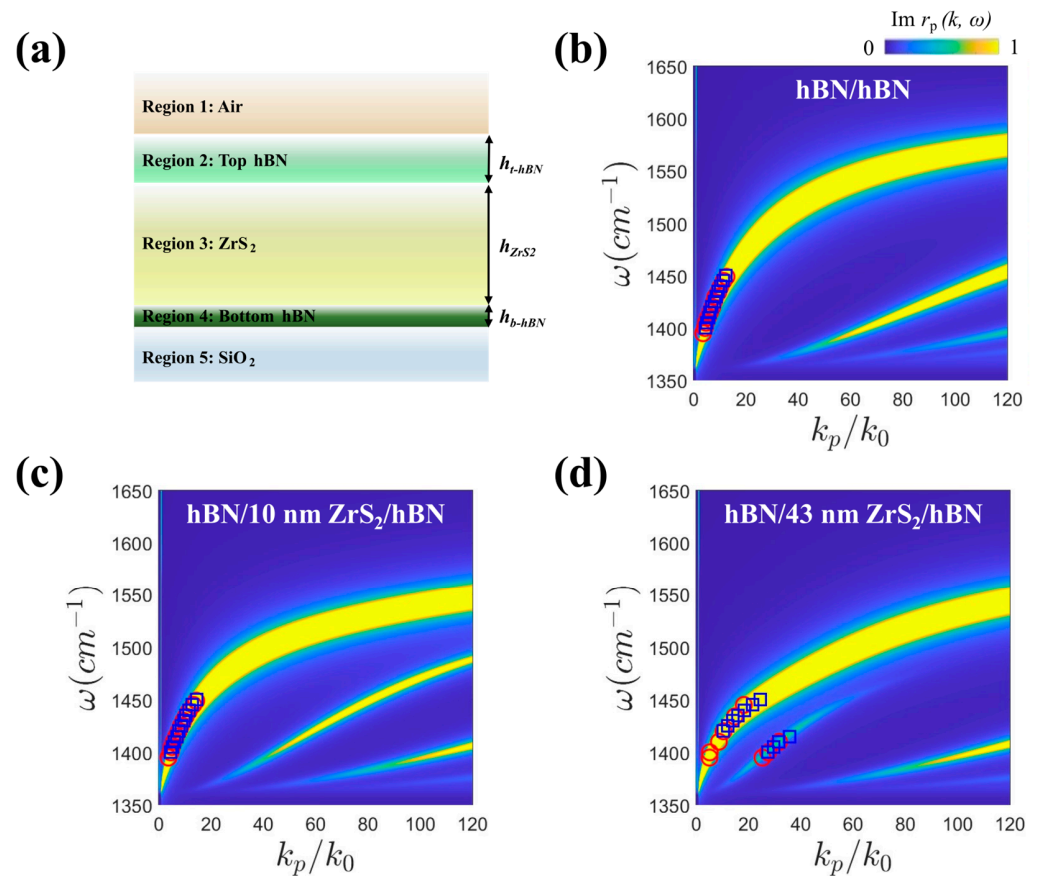 (a)
Region 1: Air
Region 2: Top hBN
h_{t-hBN}
Region 3: ZrS₂
h_{ZrS2}
Region 4: Bottom hBN
h_{b-hBN}
Region 5: SiO₂
(b)
Im r_p (k, ω)
0 1
hBN/hBN
1650
1600
1550
1500
1450
1400
1350
ω(cm⁻¹)
0 20 40 60 80 100 120
k_p/k_0
(c)
hBN/10 nm ZrS₂/hBN
1650
1600
1550
1500
1450
1400
1350
ω(cm⁻¹)
0 20 40 60 80 100 120
k_p/k_0
(d)
hBN/43 nm ZrS₂/hBN
1650
1600
1550
1500
1450
1400
1350
ω(cm⁻¹)
0 20 40 60 80 100 120
k_p/k_0